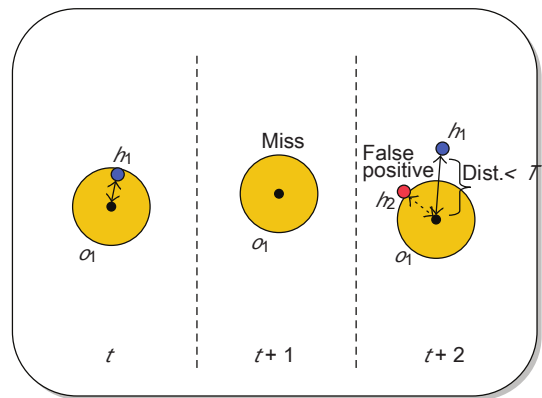 h1
o1
t
Miss
o1
t + 1
h1
False
positive
Dist. < T
h2
o1
t + 2